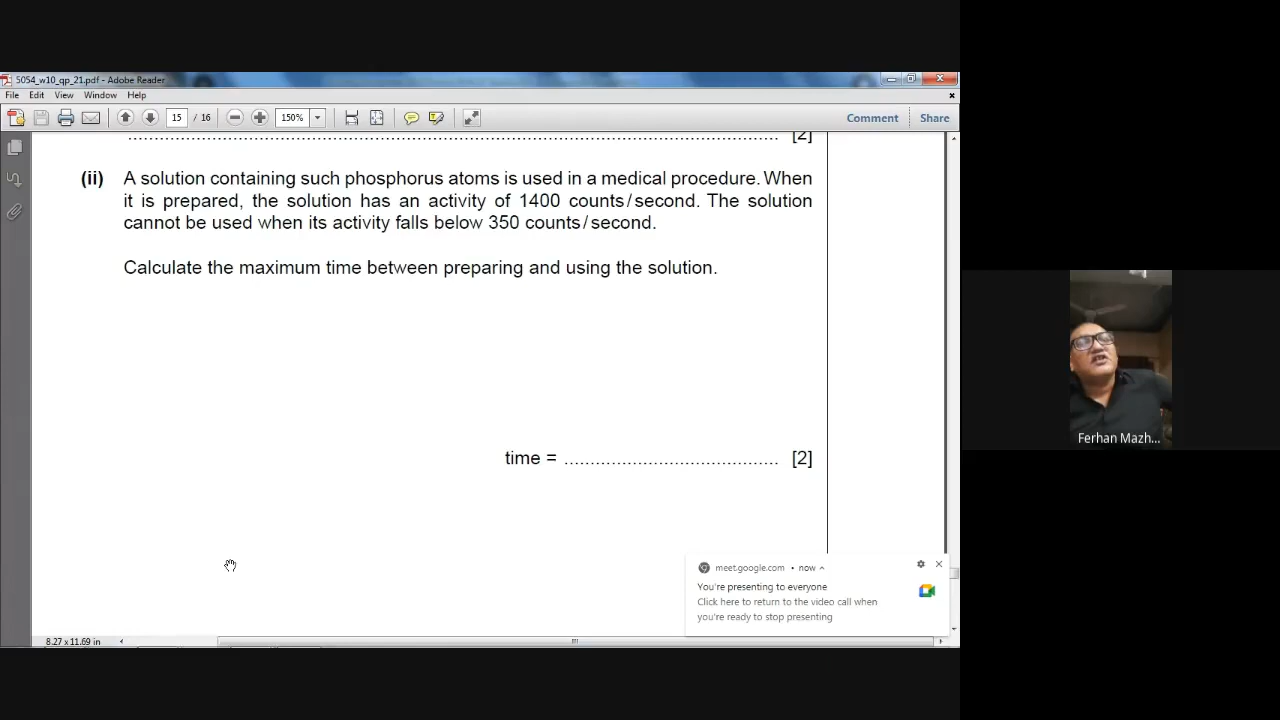 5054_w10_qp_21.pdf - Adobe Reader
File Edit View Window Help
15 / 16 150% Comment Share
[2]
(ii) A solution containing such phosphorus atoms is used in a medical procedure. When
it is prepared, the solution has an activity of 1400 counts/second. The solution
cannot be used when its activity falls below 350 counts/second.
Calculate the maximum time between preparing and using the solution.
time = ........................................ [2]
Ferhan Mazh...
meet.google.com • now
You're presenting to everyone
Click here to return to the video call when
you're ready to stop presenting
8.27 x 11.69 in